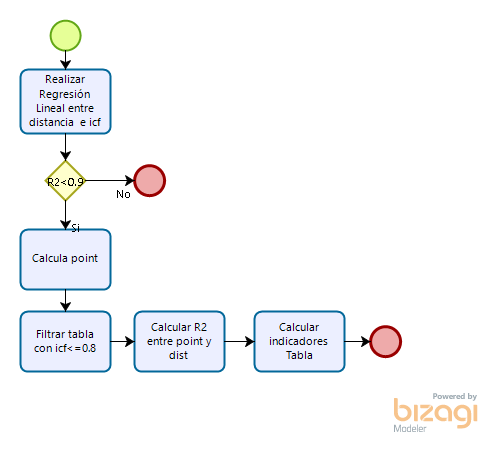 Realizar
Regresión
Lineal entre
distancia e icf
R2<0.9
No
Si
Calcula point
Filtrar tabla
con icf<=0.8
Calcular R2
entre point y
dist
Calcular
indicadores
Tabla
Powered by
bizagi
Modeler